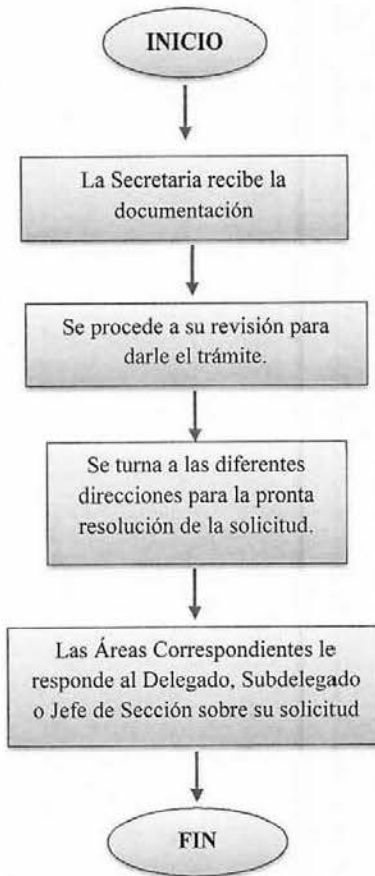 INICIO
La Secretaria recibe la
documentación
Se procede a su revisión para
darle el trámite.
Se turna a las diferentes
direcciones para la pronta
resolución de la solicitud.
Las Áreas Correspondientes le
responde al Delegado, Subdelegado
o Jefe de Sección sobre su solicitud
FIN